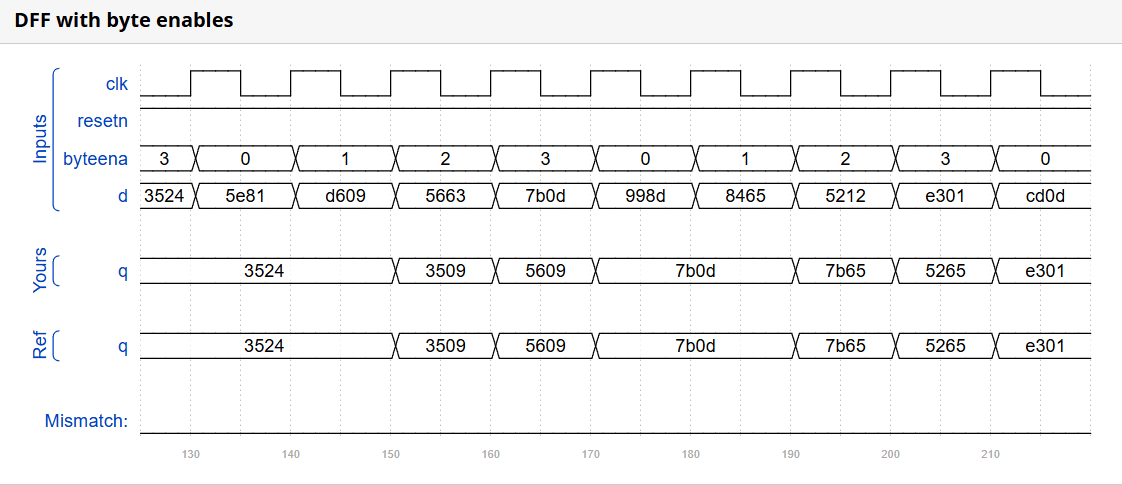 DFF with byte enables
Inputs
clk
resetn
byteena 3 0 1 2 3 0 1 2 3 0
d 3524 5e81 d609 5663 7b0d 998d 8465 5212 e301 cd0d
Yours
q 3524 3509 5609 7b0d 7b65 5265 e301
Ref
q 3524 3509 5609 7b0d 7b65 5265 e301
Mismatch:
130 140 150 160 170 180 190 200 210